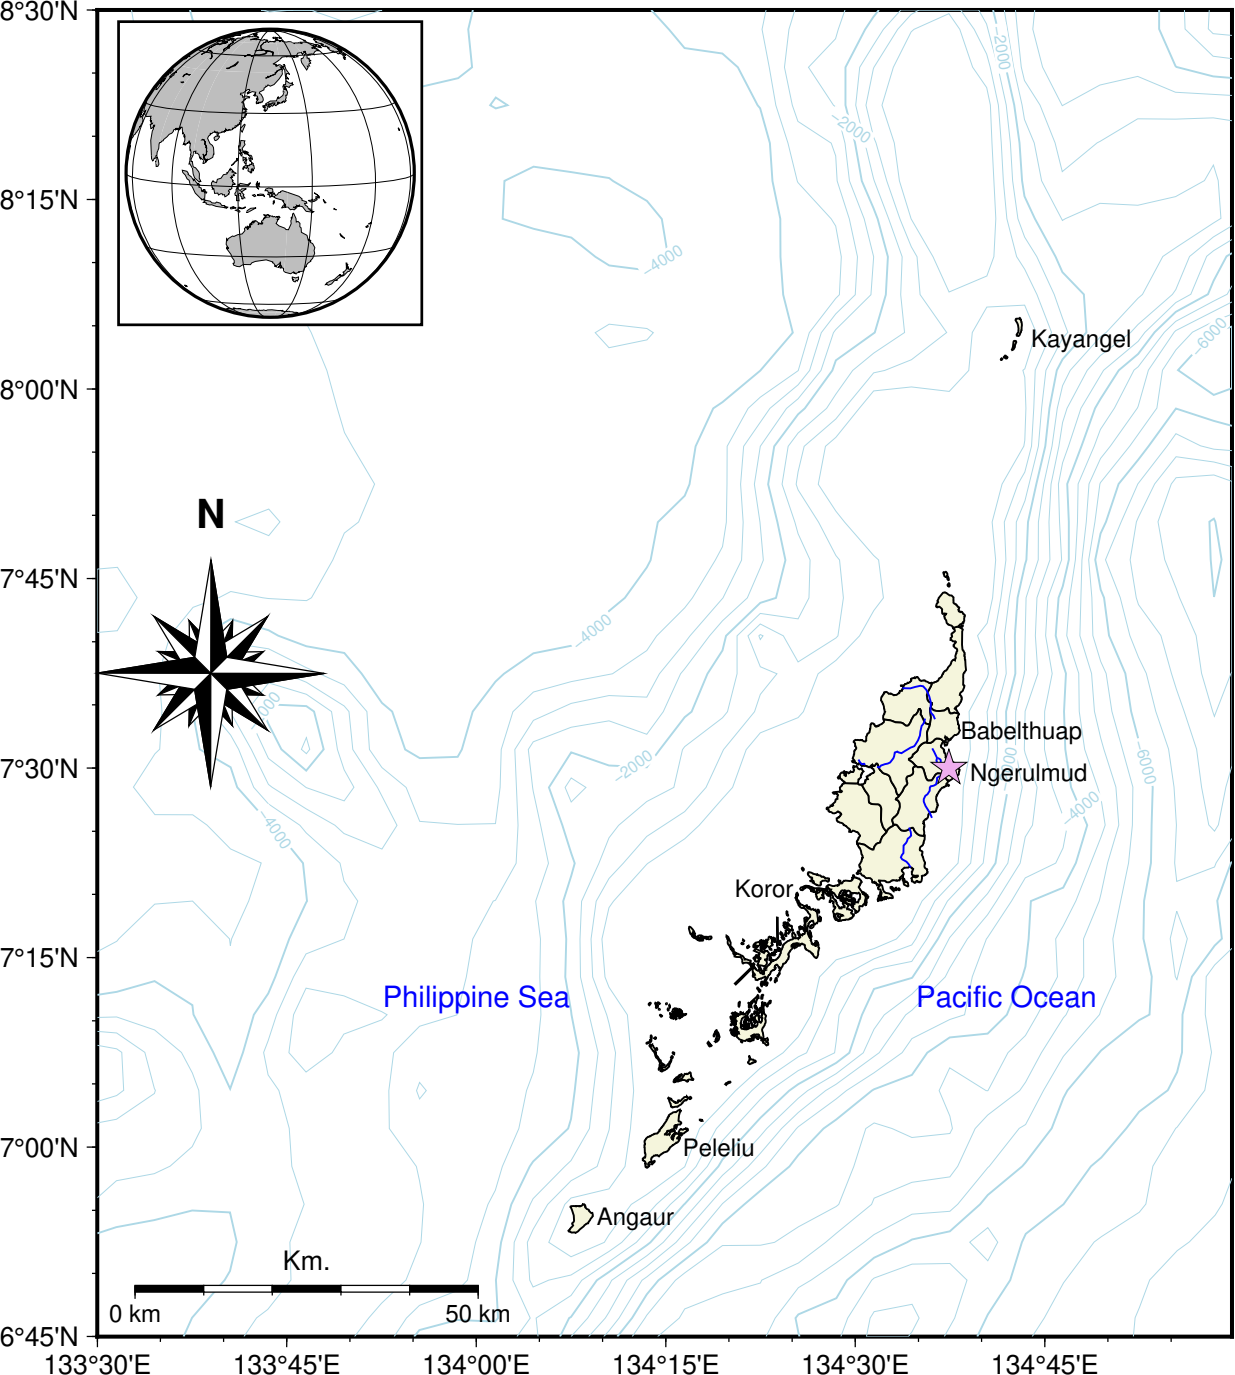 8°30'N
-2000
-2000
8°15'N
-4000
Kayangel
-6000
8°00'N
N
7°45'N
-4000
Babelthuap
-2000
7°30'N
Ngerulmud
-6000
-4000
-4000
Koror
7°15'N
Philippine Sea
Pacific Ocean
7°00'N
Peleliu
Angaur
Km.
0 km
50 km
6°45'N
133°30'E
133°45'E
134°00'E
134°15'E
134°30'E
134°45'E